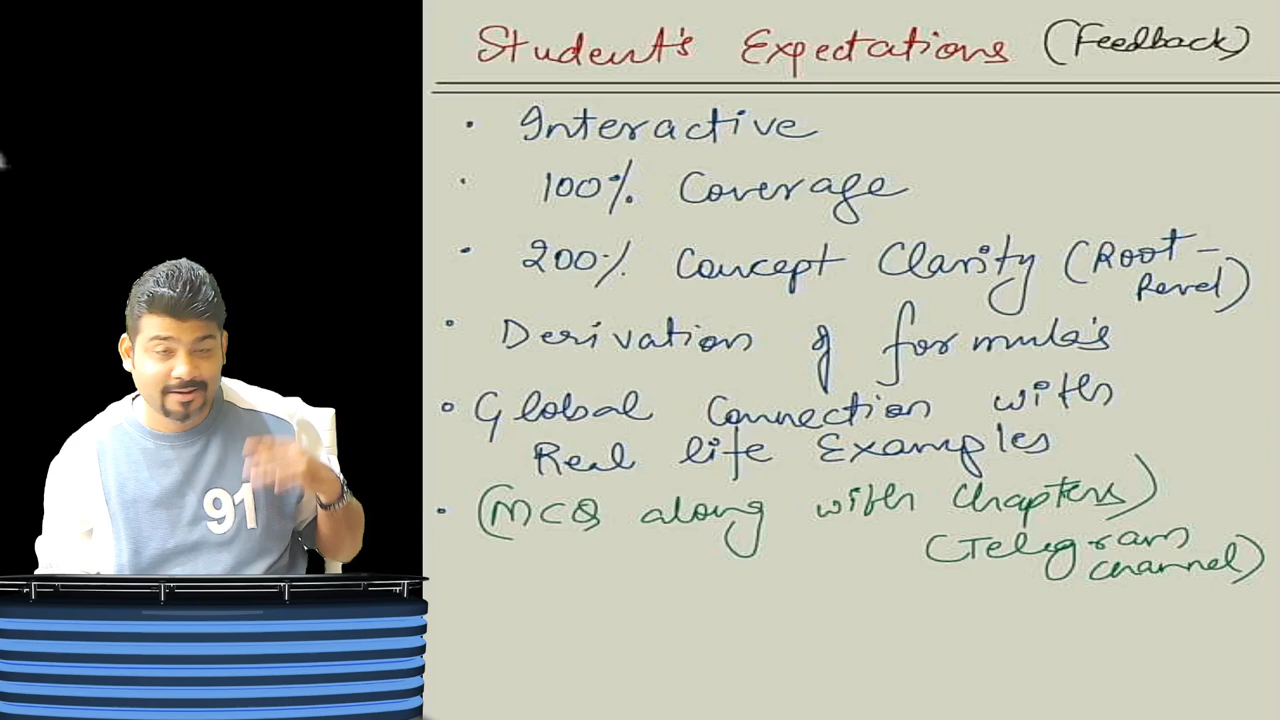 Student's Expectations (Feedback)
• Interactive
• 100% Coverage
• 200% Concept Clarity (Root-
level)
• Derivation of formula's
• Global Connection with
Real life Examples
• (MCQ along with Chapters)
(Telegram
channel)
91